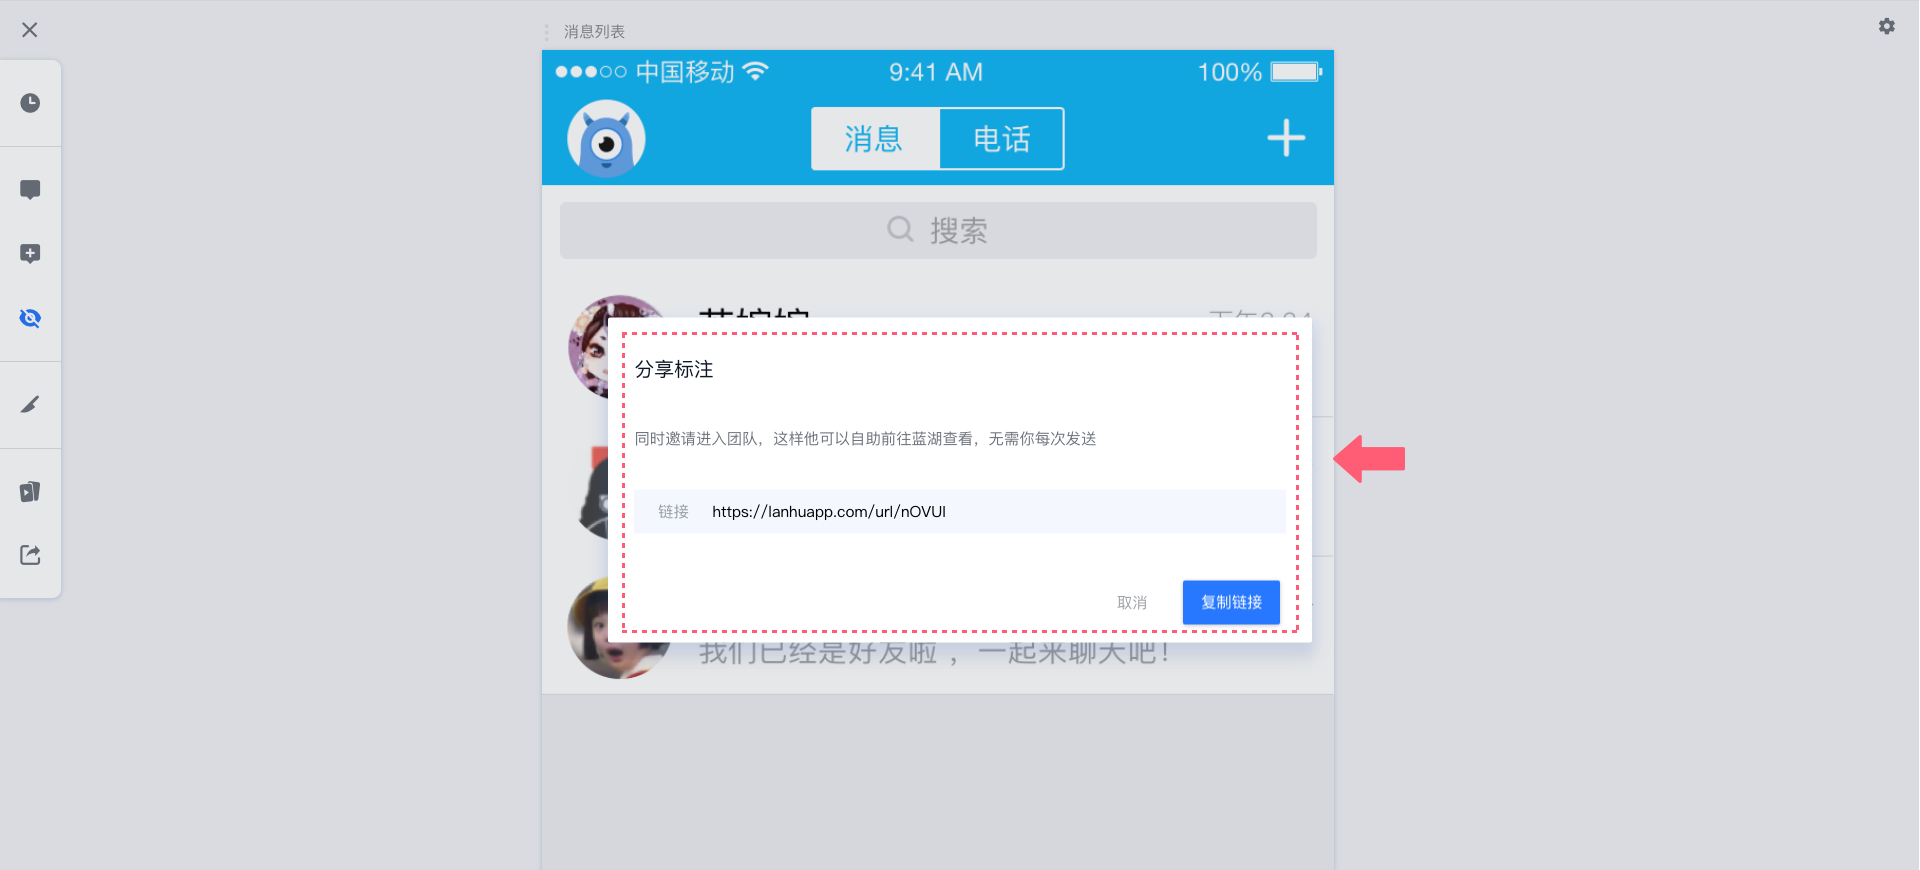 消息列表
中国移动
9:41 AM
100%
消息
电话
搜索
分享标注
同时邀请进入团队，这样他可以自助前往蓝湖查看，无需你每次发送
链接
https://lanhuapp.com/url/nOVUI
取消
复制链接
我们已经是好友啦 ，一起来聊天吧！